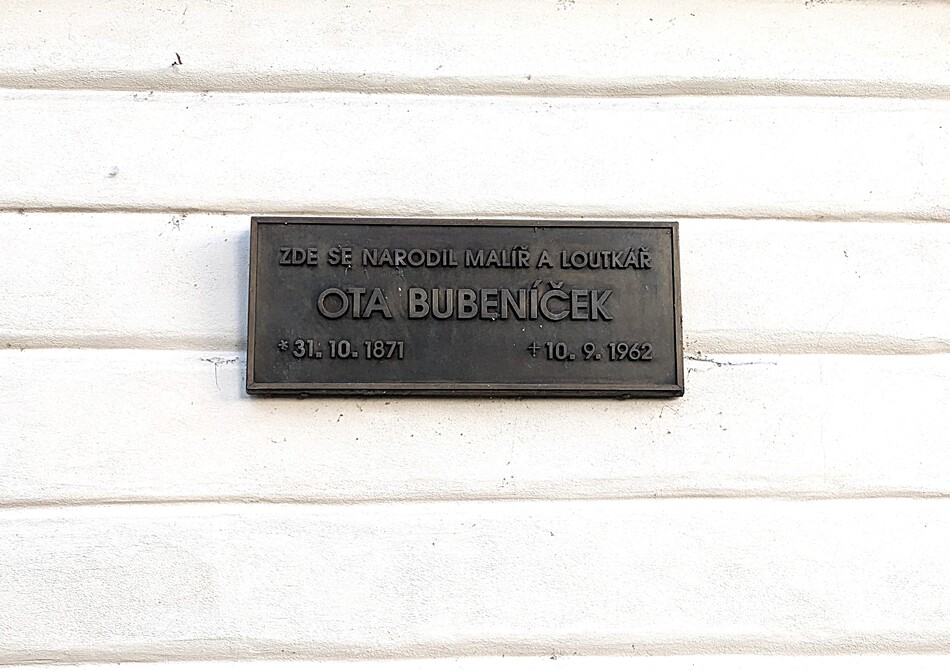 ZDE SE NARODIL MALÍŘ A LOUTKÁŘ
OTA BUBENÍČEK
*31. 10. 1871 +10. 9. 1962